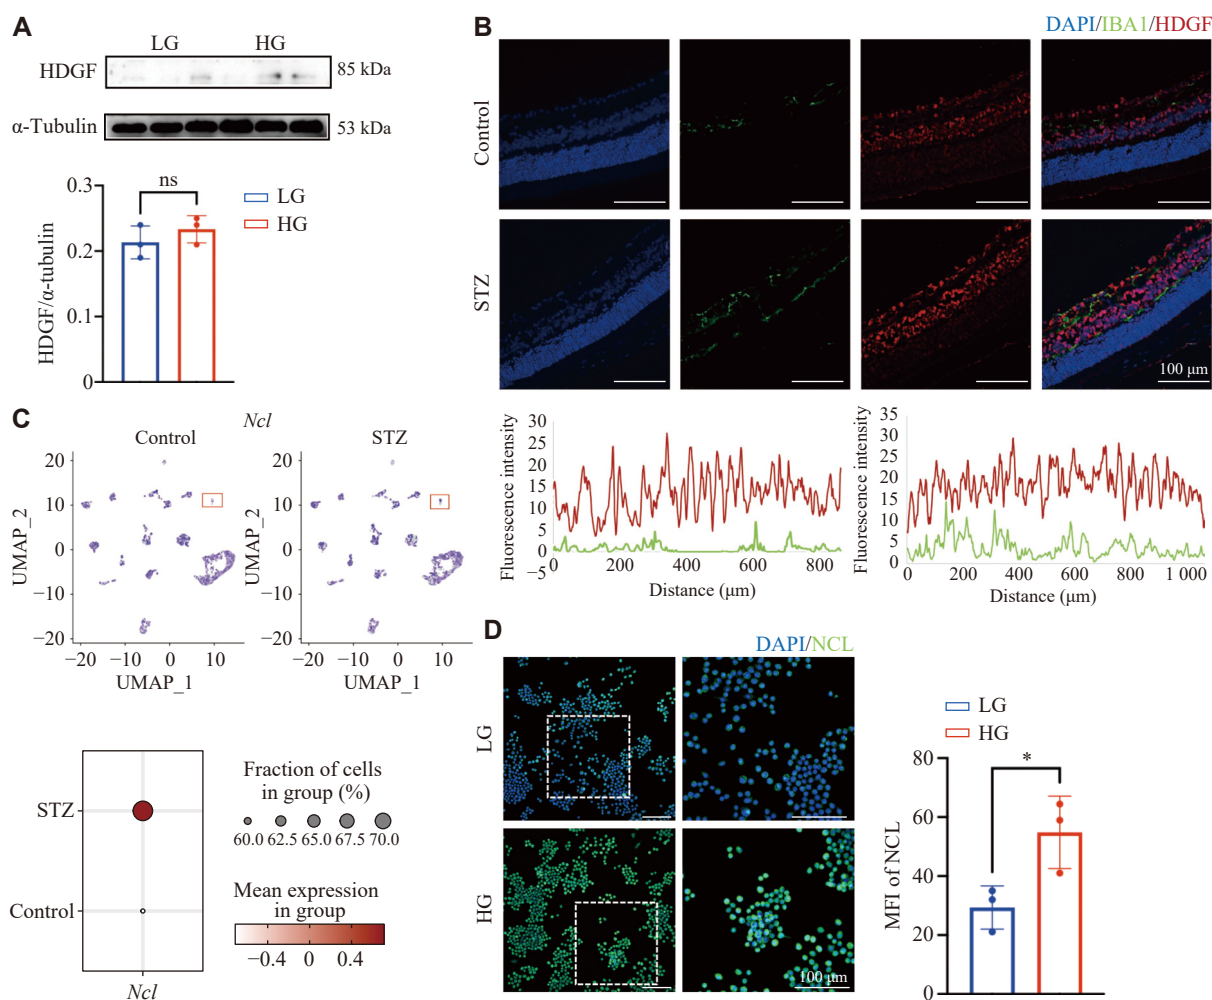 A
LG HG
HDGF 85 kDa
α-Tubulin 53 kDa
HDGF/α-tubulin
0.3
0.2
0.1
0
ns
LG
HG
B
DAPI/IBA1/HDGF
Control
STZ
100 μm
Fluorescence intensity
30
25
20
15
10
5
0
−5
0 200 400 600 800
Distance (μm)
Fluorescence intensity
35
30
25
20
15
10
5
0
0 200 400 600 800 1 000
Distance (μm)
C
Ncl
Control STZ
UMAP_2
20
10
0
−10
−20
−20 −10 0 10
UMAP_1
UMAP_2
20
10
0
−10
−20
−20 −10 0 10
UMAP_1
STZ
Control
Ncl
Fraction of cells
in group (%)
60.0 62.5 65.0 67.5 70.0
Mean expression
in group
−0.4 0 0.4
D
DAPI/NCL
LG
HG
100 μm
LG
HG
MFI of NCL
80
60
40
20
0
*